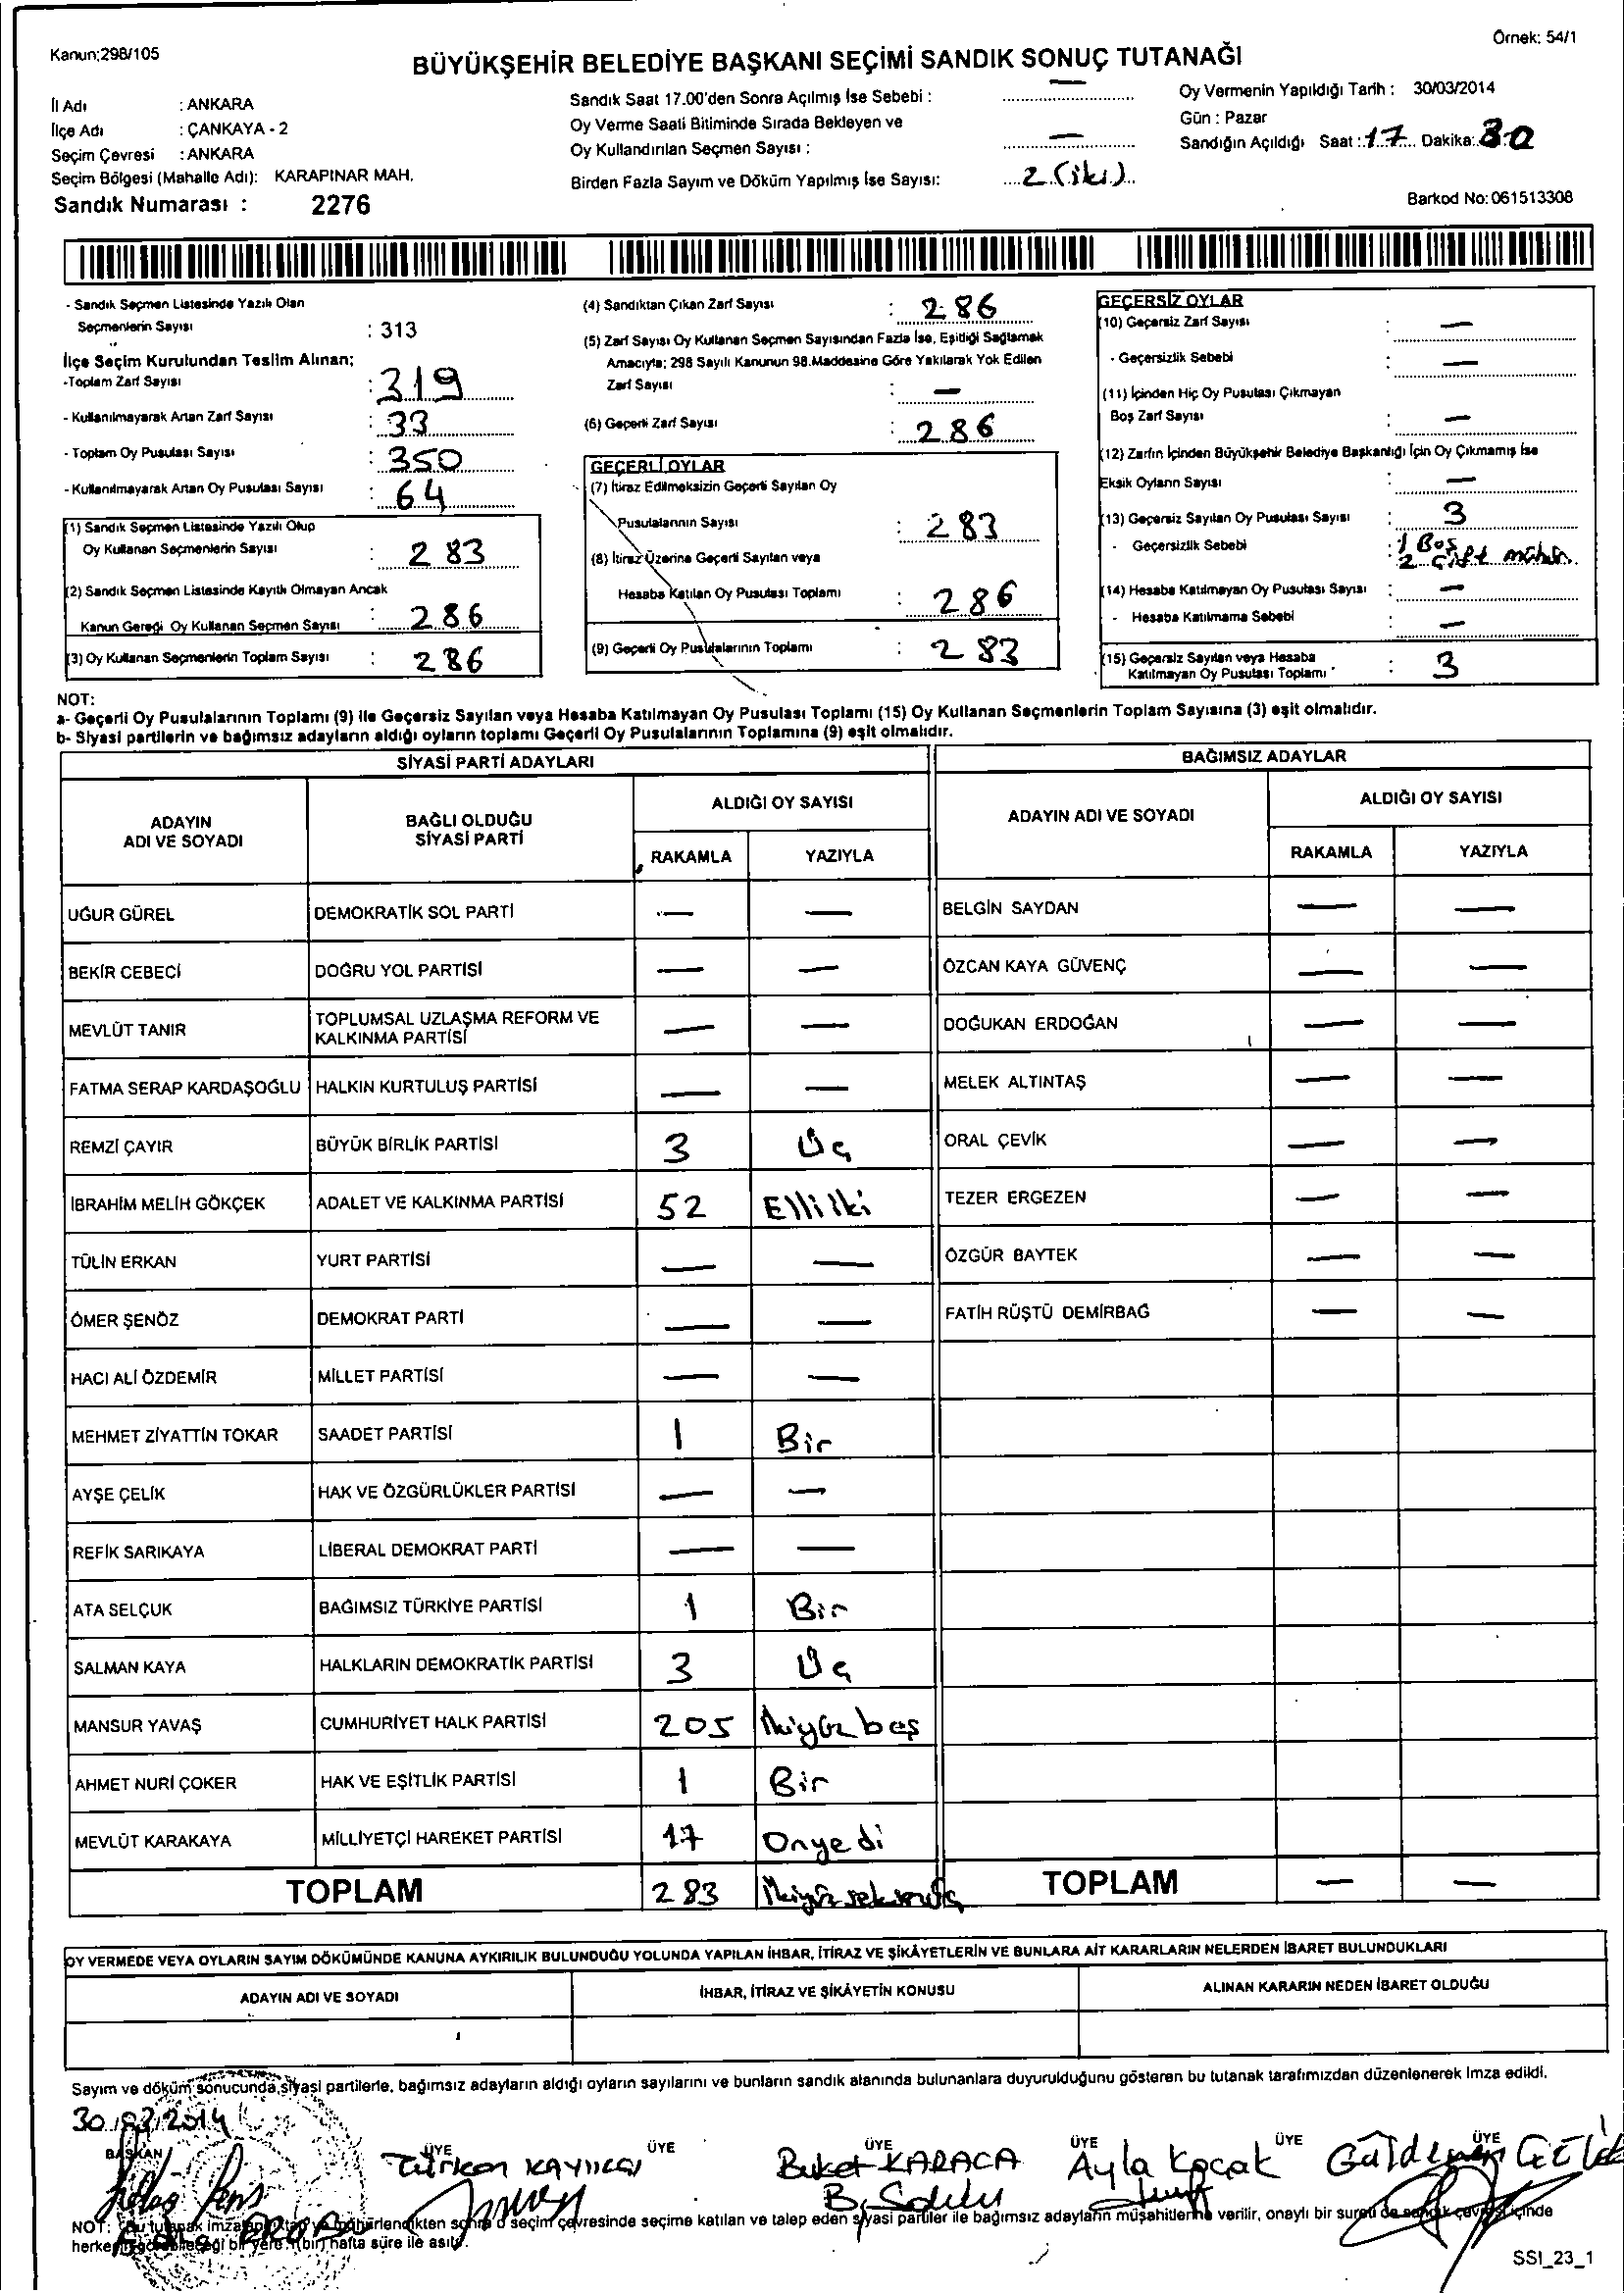 Kanun;298/105
Örnek: 54/1
BÜYÜKŞEHİR BELEDİYE BAŞKANI SEÇİMİ SANDIK SONUÇ TUTANAĞI
İl Adı : ANKARA
İlçe Adı : ÇANKAYA - 2
Seçim Çevresi : ANKARA
Seçim Bölgesi (Mahalle Adı): KARAPINAR MAH.
Sandık Numarası : 2276
Sandık Saat 17.00'den Sonra Açılmış İse Sebebi : —
Oy Verme Saati Bitiminde Sırada Bekleyen ve
Oy Kullandırılan Seçmen Sayısı : —
Birden Fazla Sayım ve Döküm Yapılmış İse Sayısı: 2 (iki)
Oy Vermenin Yapıldığı Tarih : 30/03/2014
Gün : Pazar
Sandığın Açıldığı Saat : 17 Dakika: 30
Barkod No: 061513308
- Sandık Seçmen Listesinde Yazılı Olan
Seçmenlerin Sayısı : 313
İlçe Seçim Kurulundan Teslim Alınan;
-Toplam Zarf Sayısı : 319
- Kullanılmayarak Artan Zarf Sayısı : 33
- Toplam Oy Pusulası Sayısı : 350
- Kullanılmayarak Artan Oy Pusulası Sayısı : 64
(1) Sandık Seçmen Listesinde Yazılı Olup
Oy Kullanan Seçmenlerin Sayısı : 283
(2) Sandık Seçmen Listesinde Kayıtlı Olmayan Ancak
Kanun Gereği Oy Kullanan Seçmen Sayısı : 286
(3) Oy Kullanan Seçmenlerin Toplam Sayısı : 286
(4) Sandıktan Çıkan Zarf Sayısı : 286
(5) Zarf Sayısı Oy Kullanan Seçmen Sayısından Fazla İse, Eşitliği Sağlamak
Amacıyla; 298 Sayılı Kanunun 98.Maddesine Göre Yakılarak Yok Edilen
Zarf Sayısı : —
(6) Geçerli Zarf Sayısı : 286
GEÇERLİ OYLAR
(7) İtiraz Edilmeksizin Geçerli Sayılan Oy
Pusulalarının Sayısı : 283
(8) İtiraz Üzerine Geçerli Sayılan veya
Hesaba Katılan Oy Pusulası Toplamı : 286
(9) Geçerli Oy Pusulalarının Toplamı : 283
GEÇERSİZ OYLAR
(10) Geçersiz Zarf Sayısı : —
- Geçersizlik Sebebi : —
(11) İçinden Hiç Oy Pusulası Çıkmayan
Boş Zarf Sayısı : —
(12) Zarfın İçinden Büyükşehir Belediye Başkanlığı İçin Oy Çıkmamış İse
Eksik Oyların Sayısı : —
(13) Geçersiz Sayılan Oy Pusulası Sayısı : 3
- Geçersizlik Sebebi : 1 Boş
2 Çift mühür
(14) Hesaba Katılmayan Oy Pusulası Sayısı : —
- Hesaba Katılmama Sebebi : —
(15) Geçersiz Sayılan veya Hesaba
Katılmayan Oy Pusulası Toplamı : 3
NOT:
a- Geçerli Oy Pusulalarının Toplamı (9) ile Geçersiz Sayılan veya Hesaba Katılmayan Oy Pusulası Toplamı (15) Oy Kullanan Seçmenlerin Toplam Sayısına (3) eşit olmalıdır.
b- Siyasi partilerin ve bağımsız adayların aldığı oyların toplamı Geçerli Oy Pusulalarının Toplamına (9) eşit olmalıdır.
SİYASİ PARTİ ADAYLARI
BAĞIMSIZ ADAYLAR
ADAYIN ADI VE SOYADI BAĞLI OLDUĞU SİYASİ PARTİ ALDIĞI OY SAYISI ADAYIN ADI VE SOYADI ALDIĞI OY SAYISI
RAKAMLA YAZIYLA RAKAMLA YAZIYLA
UĞUR GÜREL DEMOKRATİK SOL PARTİ — — BELGİN SAYDAN — —
BEKİR CEBECİ DOĞRU YOL PARTİSİ — — ÖZCAN KAYA GÜVENÇ — —
MEVLÜT TANIR TOPLUMSAL UZLAŞMA REFORM VE KALKINMA PARTİSİ — — DOĞUKAN ERDOĞAN — —
FATMA SERAP KARDAŞOĞLU HALKIN KURTULUŞ PARTİSİ — — MELEK ALTINTAŞ — —
REMZİ ÇAYIR BÜYÜK BİRLİK PARTİSİ 3 Üç ORAL ÇEVİK — —
İBRAHİM MELİH GÖKÇEK ADALET VE KALKINMA PARTİSİ 52 Elliiki TEZER ERGEZEN — —
TÜLİN ERKAN YURT PARTİSİ — — ÖZGÜR BAYTEK — —
ÖMER ŞENÖZ DEMOKRAT PARTİ — — FATİH RÜŞTÜ DEMİRBAĞ — —
HACI ALİ ÖZDEMİR MİLLET PARTİSİ — —
MEHMET ZİYATTİN TOKAR SAADET PARTİSİ 1 Bir
AYŞE ÇELİK HAK VE ÖZGÜRLÜKLER PARTİSİ — —
REFİK SARIKAYA LİBERAL DEMOKRAT PARTİ — —
ATA SELÇUK BAĞIMSIZ TÜRKİYE PARTİSİ 1 Bir
SALMAN KAYA HALKLARIN DEMOKRATİK PARTİSİ 3 Üç
MANSUR YAVAŞ CUMHURİYET HALK PARTİSİ 205 İkiyüz beş
AHMET NURİ ÇOKER HAK VE EŞİTLİK PARTİSİ 1 Bir
MEVLÜT KARAKAYA MİLLİYETÇİ HAREKET PARTİSİ 17 Onyedi
TOPLAM 283 İkiyüz seksenüç TOPLAM — —
OY VERMEDE VEYA OYLARIN SAYIM DÖKÜMÜNDE KANUNA AYKIRILIK BULUNDUĞU YOLUNDA YAPILAN İHBAR, İTİRAZ VE ŞİKÂYETLERİN VE BUNLARA AİT KARARLARIN NELERDEN İBARET BULUNDUKLARI
ADAYIN ADI VE SOYADI İHBAR, İTİRAZ VE ŞİKÂYETİN KONUSU ALINAN KARARIN NEDEN İBARET OLDUĞU
Sayım ve döküm sonucunda,siyasi partilerle, bağımsız adayların aldığı oyların sayılarını ve bunların sandık alanında bulunanlara duyurulduğunu gösteren bu tutanak tarafımızdan düzenlenerek imza edildi.
30/03/2014
BAŞKAN ÜYE ÜYE ÜYE ÜYE ÜYE ÜYE
Türkan Buket KARACA Ayla Koçak
NOT: Bu tutanak imzalanıp mühürlendikten sonra o seçim çevresinde seçime katılan ve talep eden siyasi partiler ile bağımsız adayların müşahitlerine verilir, onaylı bir sureti de sandık çevresi içinde
herkesin görebileceği bir yere 1(bir) hafta süre ile asılır.
SSI_23_1